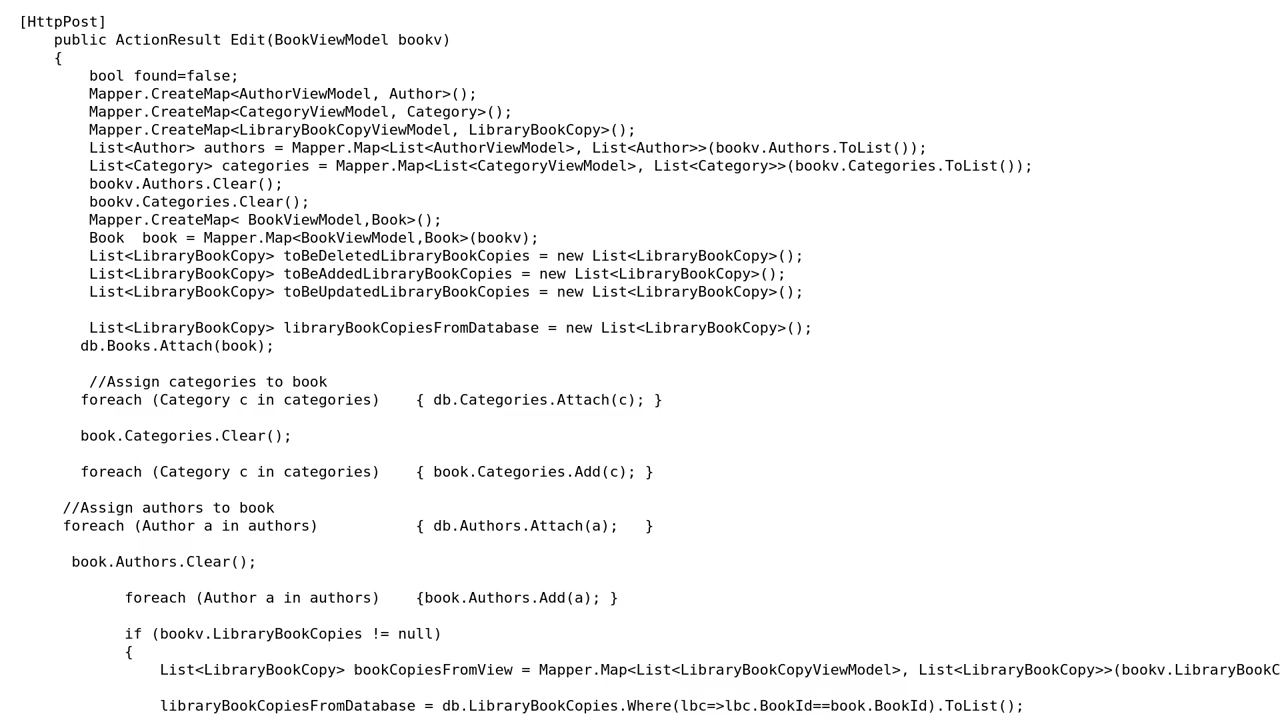 [HttpPost]
public ActionResult Edit(BookViewModel bookv)
{
bool found=false;
Mapper.CreateMap<AuthorViewModel, Author>();
Mapper.CreateMap<CategoryViewModel, Category>();
Mapper.CreateMap<LibraryBookCopyViewModel, LibraryBookCopy>();
List<Author> authors = Mapper.Map<List<AuthorViewModel>, List<Author>>(bookv.Authors.ToList());
List<Category> categories = Mapper.Map<List<CategoryViewModel>, List<Category>>(bookv.Categories.ToList());
bookv.Authors.Clear();
bookv.Categories.Clear();
Mapper.CreateMap< BookViewModel,Book>();
Book  book = Mapper.Map<BookViewModel,Book>(bookv);
List<LibraryBookCopy> toBeDeletedLibraryBookCopies = new List<LibraryBookCopy>();
List<LibraryBookCopy> toBeAddedLibraryBookCopies = new List<LibraryBookCopy>();
List<LibraryBookCopy> toBeUpdatedLibraryBookCopies = new List<LibraryBookCopy>();
List<LibraryBookCopy> libraryBookCopiesFromDatabase = new List<LibraryBookCopy>();
db.Books.Attach(book);
//Assign categories to book
foreach (Category c in categories)    { db.Categories.Attach(c); }
book.Categories.Clear();
foreach (Category c in categories)    { book.Categories.Add(c); }
//Assign authors to book
foreach (Author a in authors)           { db.Authors.Attach(a);   }
book.Authors.Clear();
foreach (Author a in authors)    {book.Authors.Add(a); }
if (bookv.LibraryBookCopies != null)
{
List<LibraryBookCopy> bookCopiesFromView = Mapper.Map<List<LibraryBookCopyViewModel>, List<LibraryBookCopy>>(bookv.LibraryBookC
libraryBookCopiesFromDatabase = db.LibraryBookCopies.Where(lbc=>lbc.BookId==book.BookId).ToList();